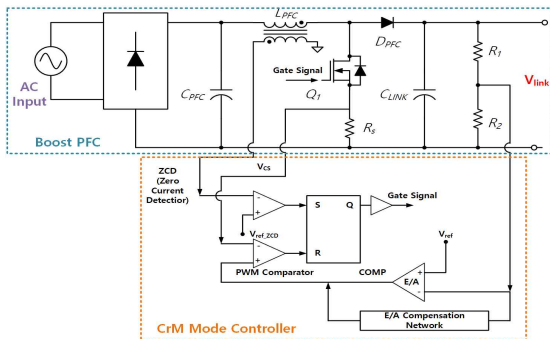 L_PFC
D_PFC
R_1
V_link
Gate Signal
AC
Input
C_PFC
Q_1
C_LINK
R_s
R_2
Boost PFC
ZCD
(Zero
Current
Detectior)
V_CS
-
+
V_ref_ZCD
-
+
S
Q
R
Gate Signal
V_ref
PWM Comparator
COMP
E/A
+
-
E/A Compensation
Network
CrM Mode Controller